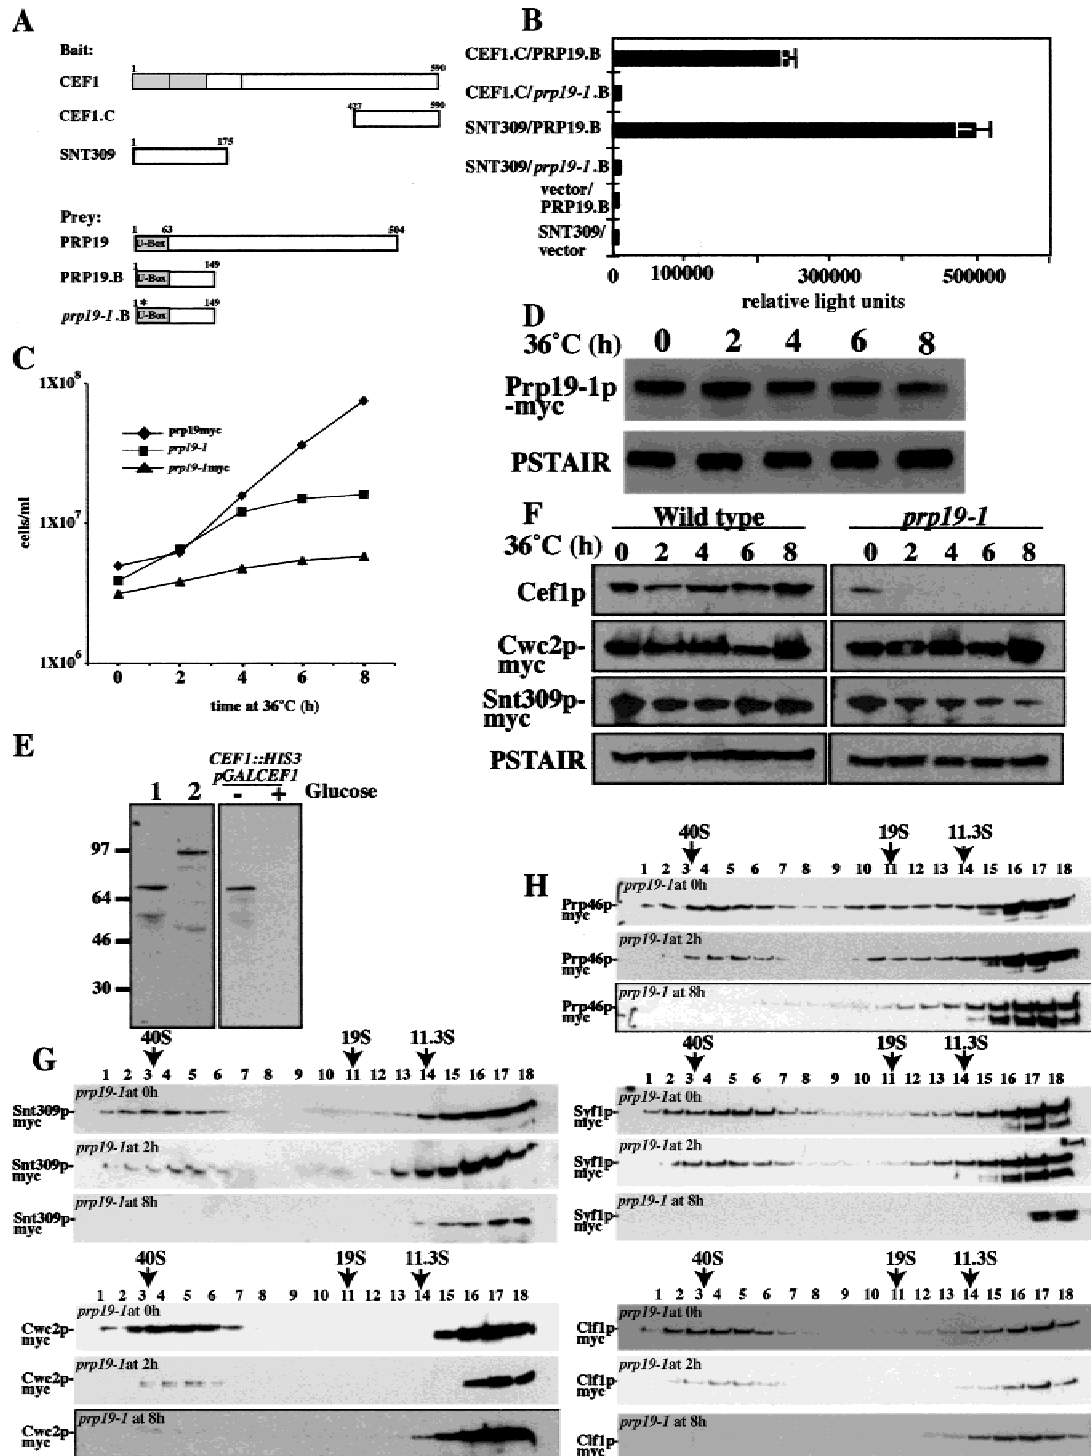 A
Bait:
1 590
CEF1
427 590
CEF1.C
1 175
SNT309
Prey:
1 63 504
PRP19 U-Box
1 149
PRP19.B U-Box
1 * 149
prp19-1.B U-Box
B
CEF1.C/PRP19.B
CEF1.C/prp19-1.B
SNT309/PRP19.B
SNT309/prp19-1.B
vector/
PRP19.B
SNT309/
vector
0 100000 300000 500000
relative light units
C
1X10^8
1X10^7
1X10^6
cells/ml
prp19myc
prp19-1
prp19-1myc
0 2 4 6 8
time at 36°C (h)
D
36°C (h) 0 2 4 6 8
Prp19-1p
-myc
PSTAIR
F
Wild type prp19-1
36°C (h) 0 2 4 6 8 0 2 4 6 8
Cef1p
Cwc2p-
myc
Snt309p-
myc
PSTAIR
E
CEF1::HIS3
pGALCEF1
1 2 - + Glucose
97
64
46
30
G
40S 19S 11.3S
1 2 3 4 5 6 7 8 9 10 11 12 13 14 15 16 17 18
prp19-1 at 0h
Snt309p-
myc
prp19-1 at 2h
Snt309p-
myc
prp19-1 at 8h
Snt309p-
myc
40S 19S 11.3S
1 2 3 4 5 6 7 8 9 10 11 12 13 14 15 16 17 18
prp19-1 at 0h
Cwc2p-
myc
prp19-1 at 2h
Cwc2p-
myc
prp19-1 at 8h
Cwc2p-
myc
H
40S 19S 11.3S
1 2 3 4 5 6 7 8 9 10 11 12 13 14 15 16 17 18
prp19-1 at 0h
Prp46p-
myc
prp19-1 at 2h
Prp46p-
myc
prp19-1 at 8h
Prp46p-
myc
40S 19S 11.3S
1 2 3 4 5 6 7 8 9 10 11 12 13 14 15 16 17 18
prp19-1 at 0h
Syf1p-
myc
prp19-1 at 2h
Syf1p-
myc
prp19-1 at 8h
Syf1p-
myc
40S 19S 11.3S
1 2 3 4 5 6 7 8 9 10 11 12 13 14 15 16 17 18
prp19-1 at 0h
Clf1p-
myc
prp19-1 at 2h
Clf1p-
myc
prp19-1 at 8h
Clf1p-
myc